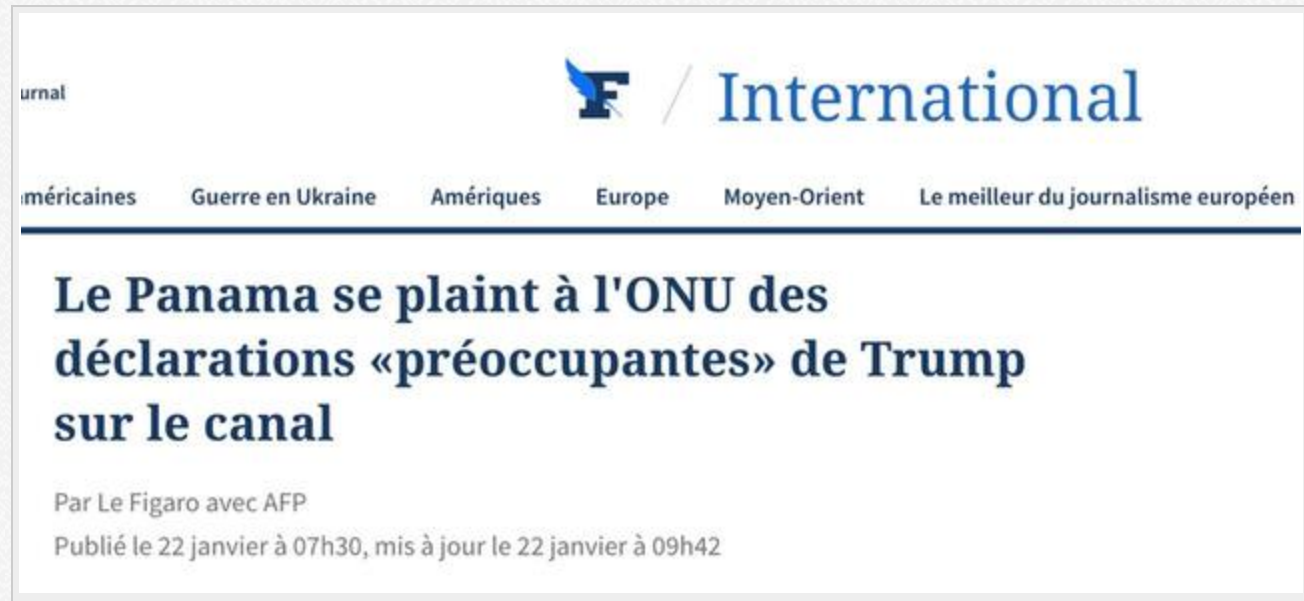 urnal
F / International
méricaines Guerre en Ukraine Amériques Europe Moyen-Orient Le meilleur du journalisme européen
Le Panama se plaint à l'ONU des
déclarations «préoccupantes» de Trump
sur le canal
Par Le Figaro avec AFP
Publié le 22 janvier à 07h30, mis à jour le 22 janvier à 09h42